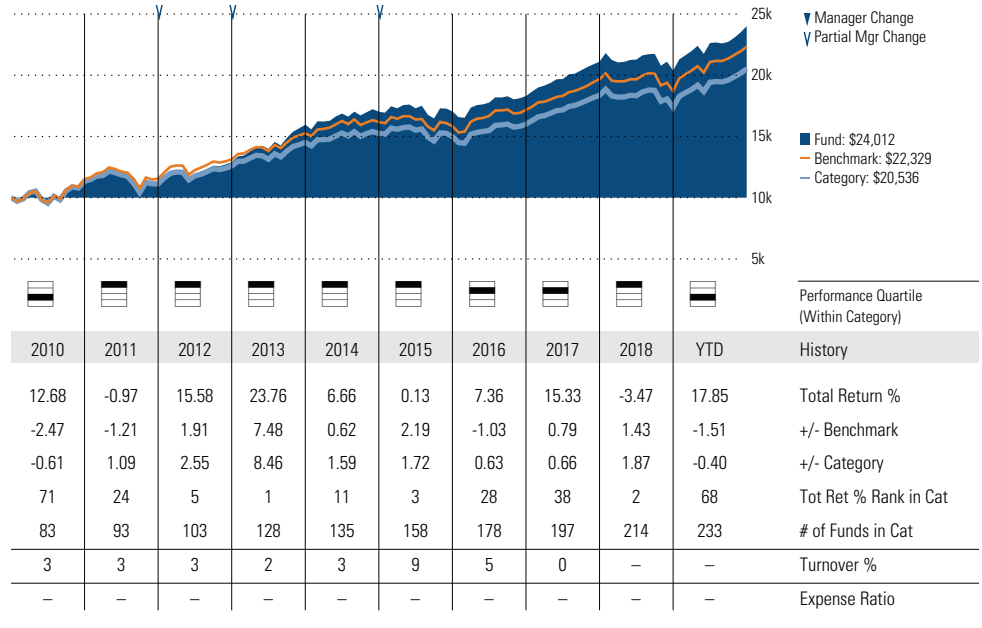 25k
▼ Manager Change
V Partial Mgr Change
20k
15k
Fund: $24,012
Benchmark: $22,329
Category: $20,536
10k
5k
Performance Quartile
(Within Category)
2010 2011 2012 2013 2014 2015 2016 2017 2018 YTD History
12.68 -0.97 15.58 23.76 6.66 0.13 7.36 15.33 -3.47 17.85 Total Return %
-2.47 -1.21 1.91 7.48 0.62 2.19 -1.03 0.79 1.43 -1.51 +/- Benchmark
-0.61 1.09 2.55 8.46 1.59 1.72 0.63 0.66 1.87 -0.40 +/- Category
71 24 5 1 11 3 28 38 2 68 Tot Ret % Rank in Cat
83 93 103 128 135 158 178 197 214 233 # of Funds in Cat
3 3 3 2 3 9 5 0 – – Turnover %
– – – – – – – – – – Expense Ratio